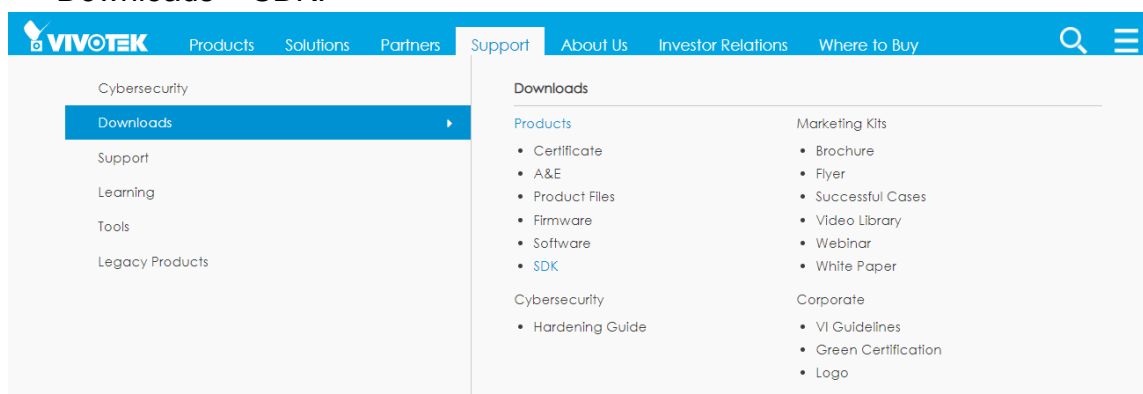 Downloads > SDK.
VIVOTEK Products Solutions Partners Support About Us Investor Relations Where to Buy
Cybersecurity
Downloads
Support
Learning
Tools
Legacy Products
Downloads
Products
• Certificate
• A&E
• Product Files
• Firmware
• Software
• SDK
Cybersecurity
• Hardening Guide
Marketing Kits
• Brochure
• Flyer
• Successful Cases
• Video Library
• Webinar
• White Paper
Corporate
• VI Guidelines
• Green Certification
• Logo